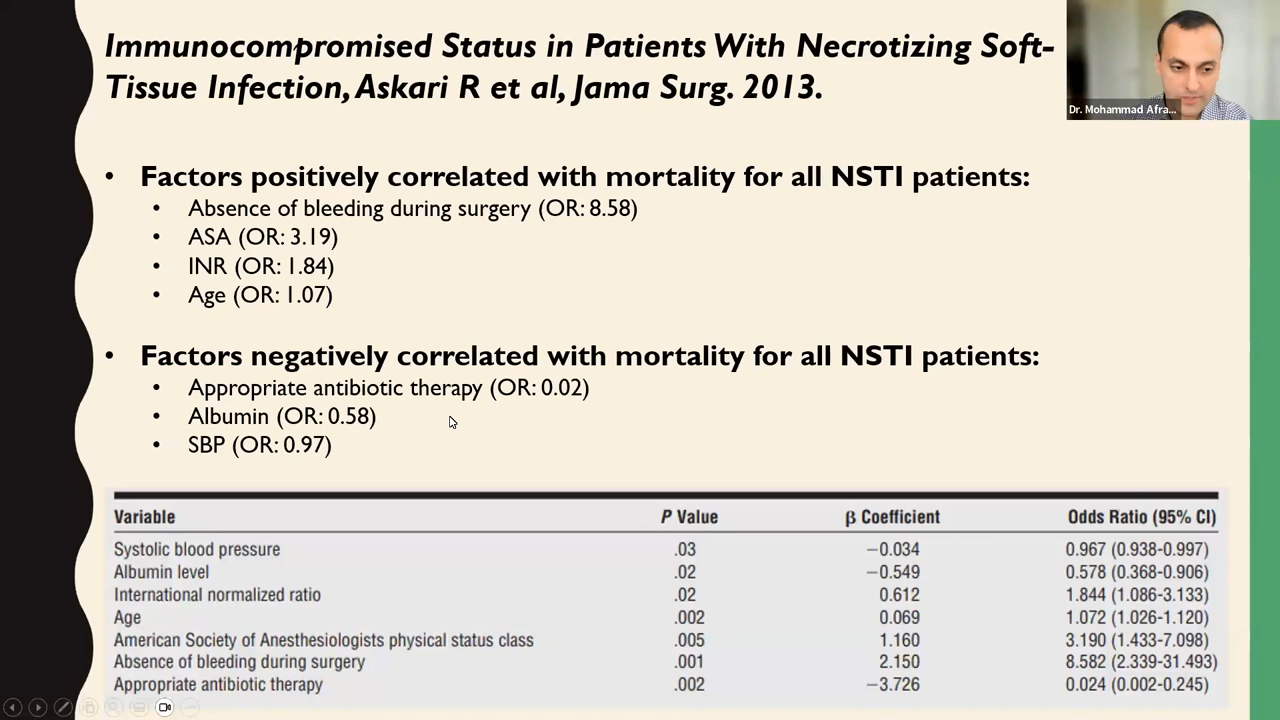 Immunocompromised Status in Patients With Necrotizing Soft-
Tissue Infection, Askari R et al, Jama Surg. 2013.
Dr. Mohammad Afra...
• Factors positively correlated with mortality for all NSTI patients:
• Absence of bleeding during surgery (OR: 8.58)
• ASA (OR: 3.19)
• INR (OR: 1.84)
• Age (OR: 1.07)
• Factors negatively correlated with mortality for all NSTI patients:
• Appropriate antibiotic therapy (OR: 0.02)
• Albumin (OR: 0.58)
• SBP (OR: 0.97)
Variable P Value β Coefficient Odds Ratio (95% CI)
Systolic blood pressure .03 −0.034 0.967 (0.938-0.997)
Albumin level .02 −0.549 0.578 (0.368-0.906)
International normalized ratio .02 0.612 1.844 (1.086-3.133)
Age .002 0.069 1.072 (1.026-1.120)
American Society of Anesthesiologists physical status class .005 1.160 3.190 (1.433-7.098)
Absence of bleeding during surgery .001 2.150 8.582 (2.339-31.493)
Appropriate antibiotic therapy .002 −3.726 0.024 (0.002-0.245)